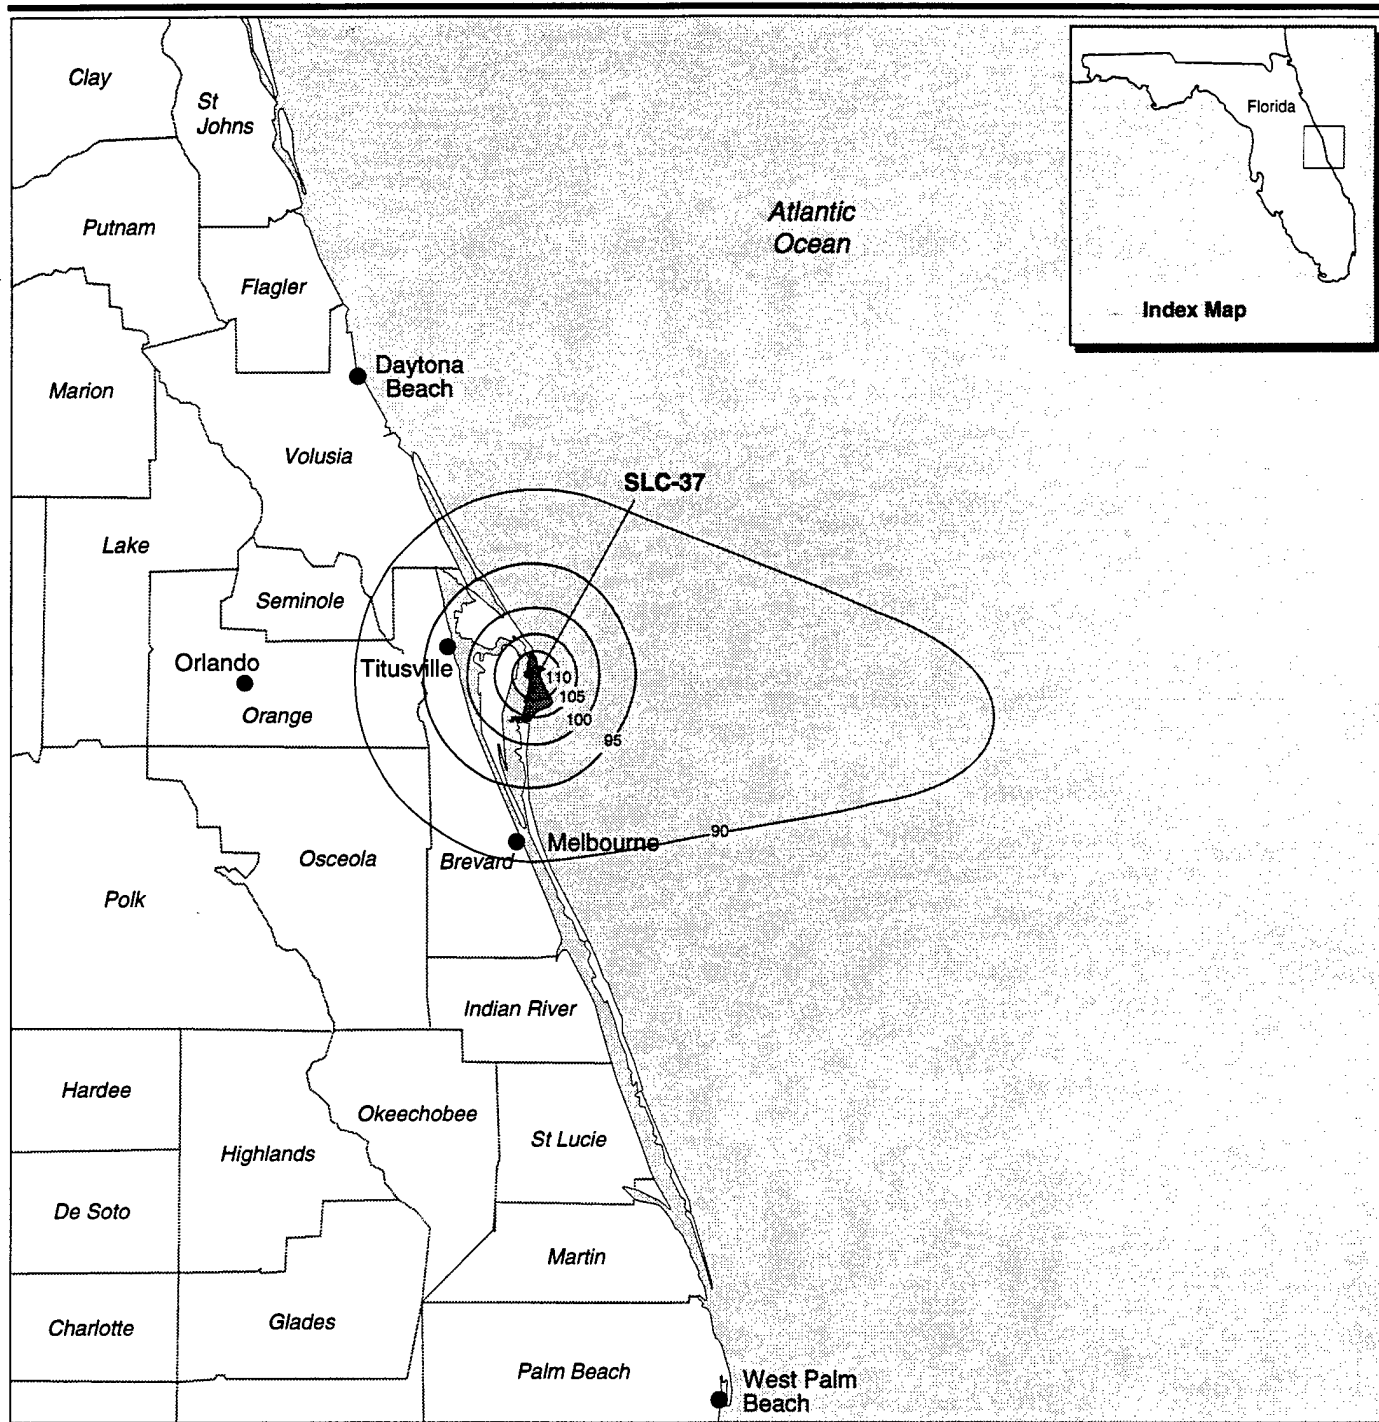 Clay
St
Johns
Florida
Atlantic
Ocean
Putnam
Flagler
Index Map
Daytona
Beach
Marion
Volusia
SLC-37
Lake
Seminole
Orlando
Titusville
110
105
Orange
100
95
90
Melbourne
Brevard
Osceola
Polk
Indian River
Hardee
Okeechobee
St Lucie
Highlands
De Soto
Martin
Glades
Charlotte
Palm Beach
West Palm
Beach